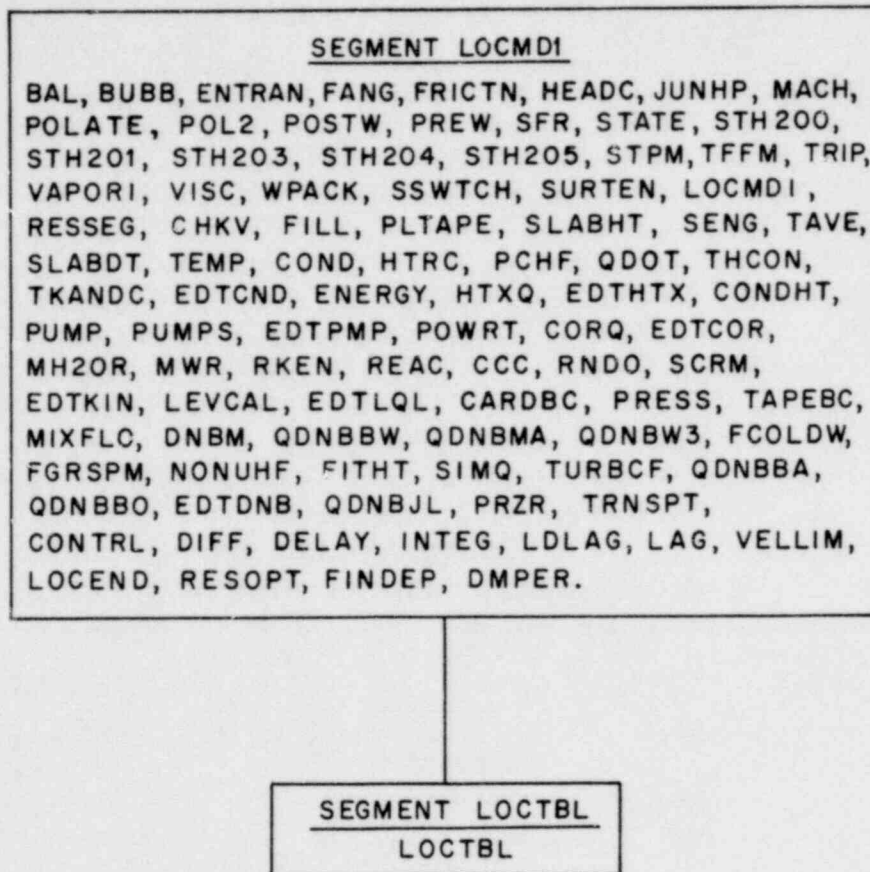 SEGMENT LOCMD1
BAL, BUBB, ENTRAN, FANG, FRICTN, HEADC, JUNHP, MACH,
POLATE, POL2, POSTW, PREW, SFR, STATE, STH200,
STH201, STH203, STH204, STH205, STPM, TFFM, TRIP,
VAPORI, VISC, WPACK, SSWTCH, SURTEN, LOCMD1,
RESSEG, CHKV, FILL, PLTAPE, SLABHT, SENG, TAVE,
SLABDT, TEMP, COND, HTRC, PCHF, QDOT, THCON,
TKANDC, EDTCND, ENERGY, HTXQ, EDTHTX, CONDHT,
PUMP, PUMPS, EDTPMP, POWRT, CORQ, EDTCOR,
MH2OR, MWR, RKEN, REAC, CCC, RNDO, SCRM,
EDTKIN, LEVCAL, EDTLQL, CARDBC, PRESS, TAPEBC,
MIXFLC, DNBM, QDNBBW, QDNBMA, QDNBW3, FCOLDW,
FGRSPM, NONUHF, FITHT, SIMQ, TURBCF, QDNBBA,
QDNBBO, EDTDNB, QDNBJL, PRZR, TRNSPT,
CONTRL, DIFF, DELAY, INTEG, LDLAG, LAG, VELLIM,
LOCEND, RESOPT, FINDEP, DMPER.
SEGMENT LOCTBL
LOCTBL